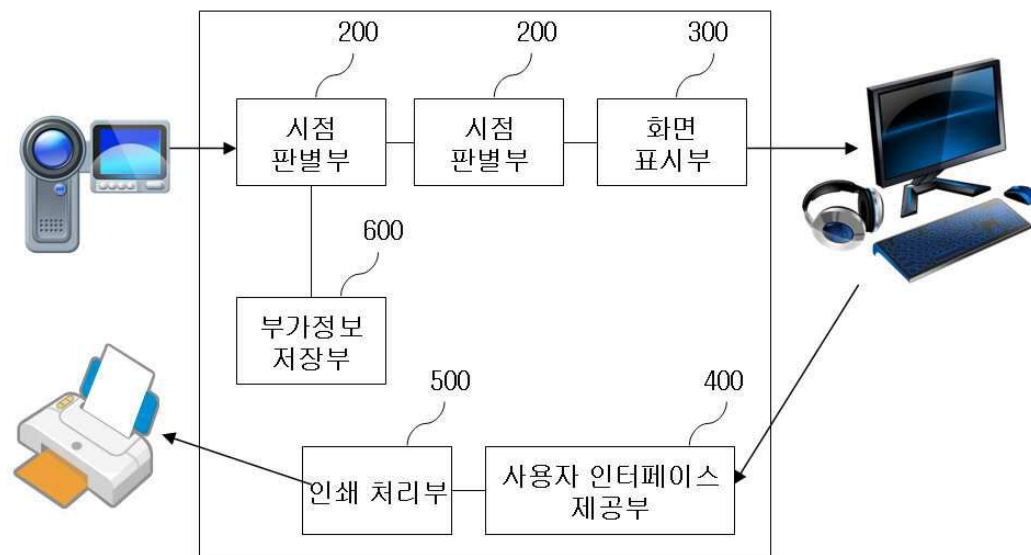 200
200
300
시점
판별부
시점
판별부
화면
표시부
600
부가정보
저장부
500
400
인쇄 처리부
사용자 인터페이스
제공부